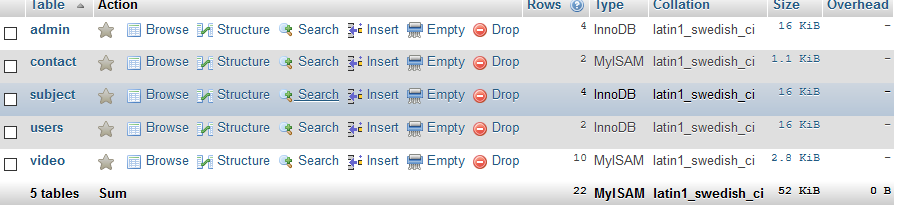 Table Action Rows Type Collation Size Overhead
admin Browse Structure Search Insert Empty Drop 4 InnoDB latin1_swedish_ci 16 KiB -
contact Browse Structure Search Insert Empty Drop 2 MyISAM latin1_swedish_ci 1.1 KiB -
subject Browse Structure Search Insert Empty Drop 4 InnoDB latin1_swedish_ci 16 KiB -
users Browse Structure Search Insert Empty Drop 2 InnoDB latin1_swedish_ci 16 KiB -
video Browse Structure Search Insert Empty Drop 10 MyISAM latin1_swedish_ci 2.8 KiB -
5 tables Sum 22 MyISAM latin1_swedish_ci 52 KiB 0 B